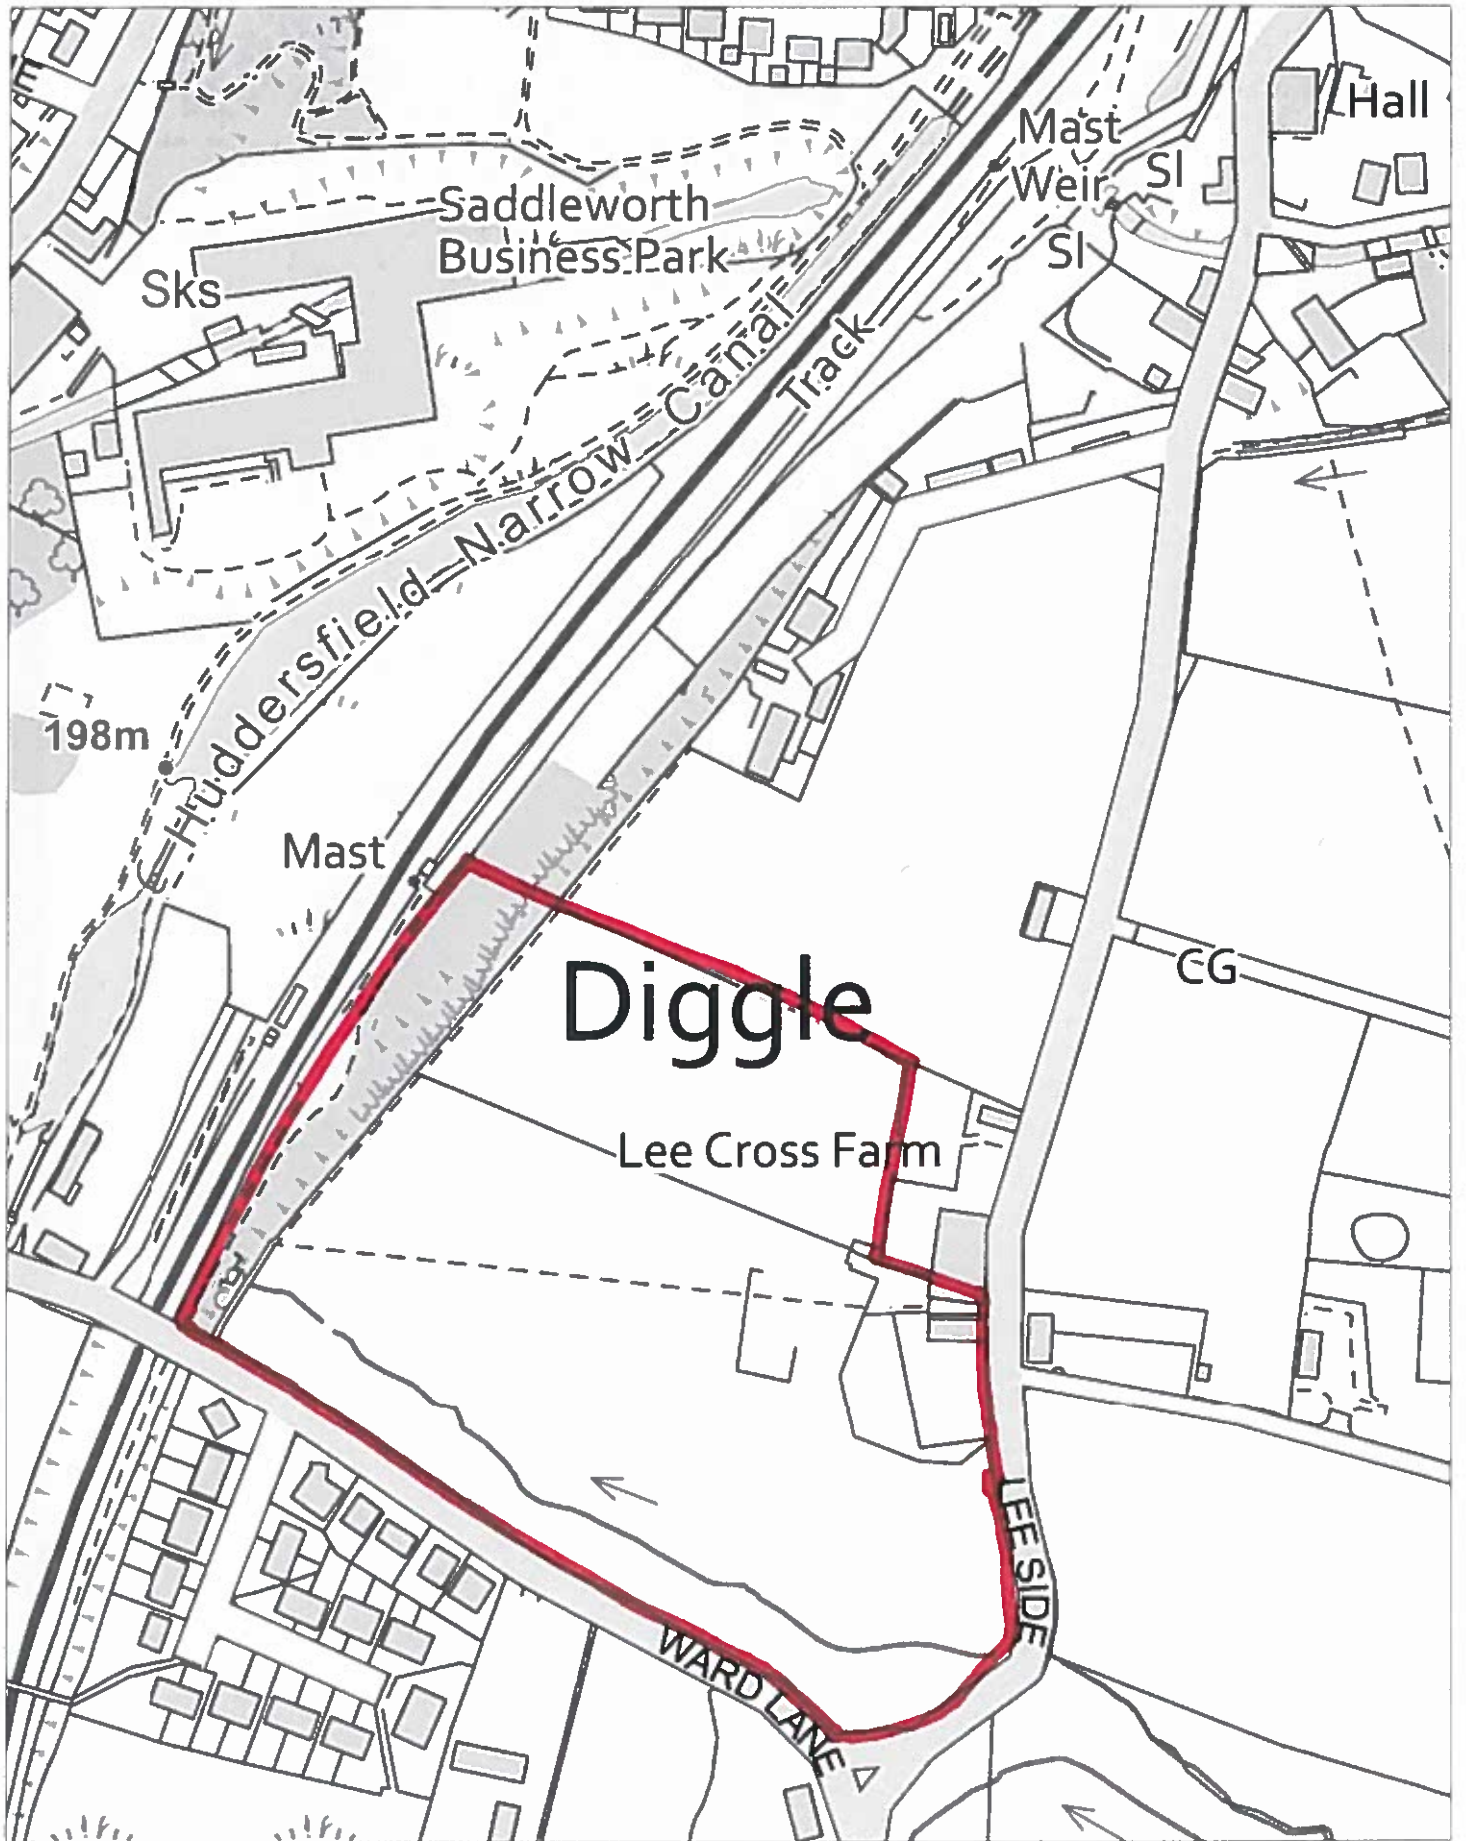 E
Hall
Mast
Weir
Sl
Sl
Saddleworth
Business Park
Sks
Track
Huddersfield Narrow Canal
198m
Mast
CG
Diggle
Lee Cross Farm
LEE SIDE
WARD LANE